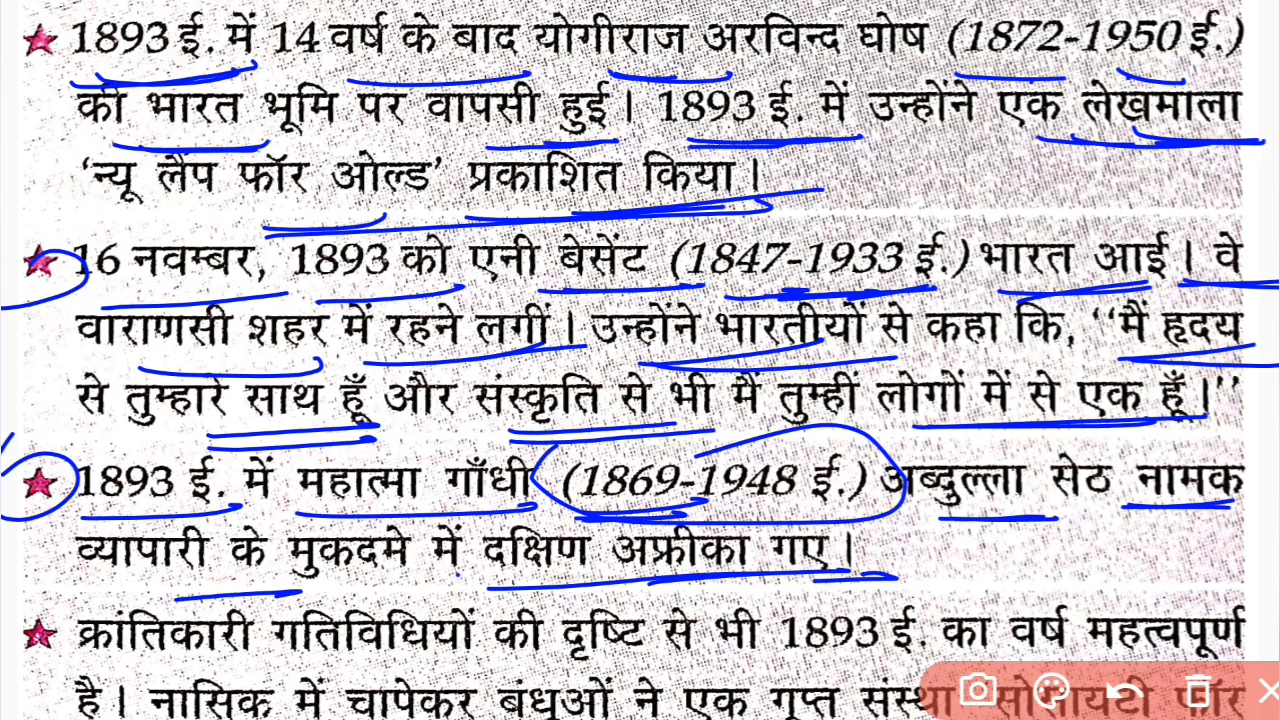 ★ 1893 ई. में 14 वर्ष के बाद योगीराज अरविन्द घोष (1872-1950 ई.)
की भारत भूमि पर वापसी हुई। 1893 ई. में उन्होंने एक लेखमाला
‘न्यू लैंप फॉर ओल्ड’ प्रकाशित किया।
★ 16 नवम्बर, 1893 को एनी बेसेंट (1847-1933 ई.) भारत आई। वे
वाराणसी शहर में रहने लगीं। उन्होंने भारतीयों से कहा कि, ‘‘मैं हृदय
से तुम्हारे साथ हूँ और संस्कृति से भी मैं तुम्हीं लोगों में से एक हूँ।’’
★ 1893 ई. में महात्मा गाँधी (1869-1948 ई.) अब्दुल्ला सेठ नामक
व्यापारी के मुकदमे में दक्षिण अफ्रीका गए।
★ क्रांतिकारी गतिविधियों की दृष्टि से भी 1893 ई. का वर्ष महत्वपूर्ण
है। नासिक में चापेकर बंधुओं ने एक गुप्त संस्था सोसायटी फॉर